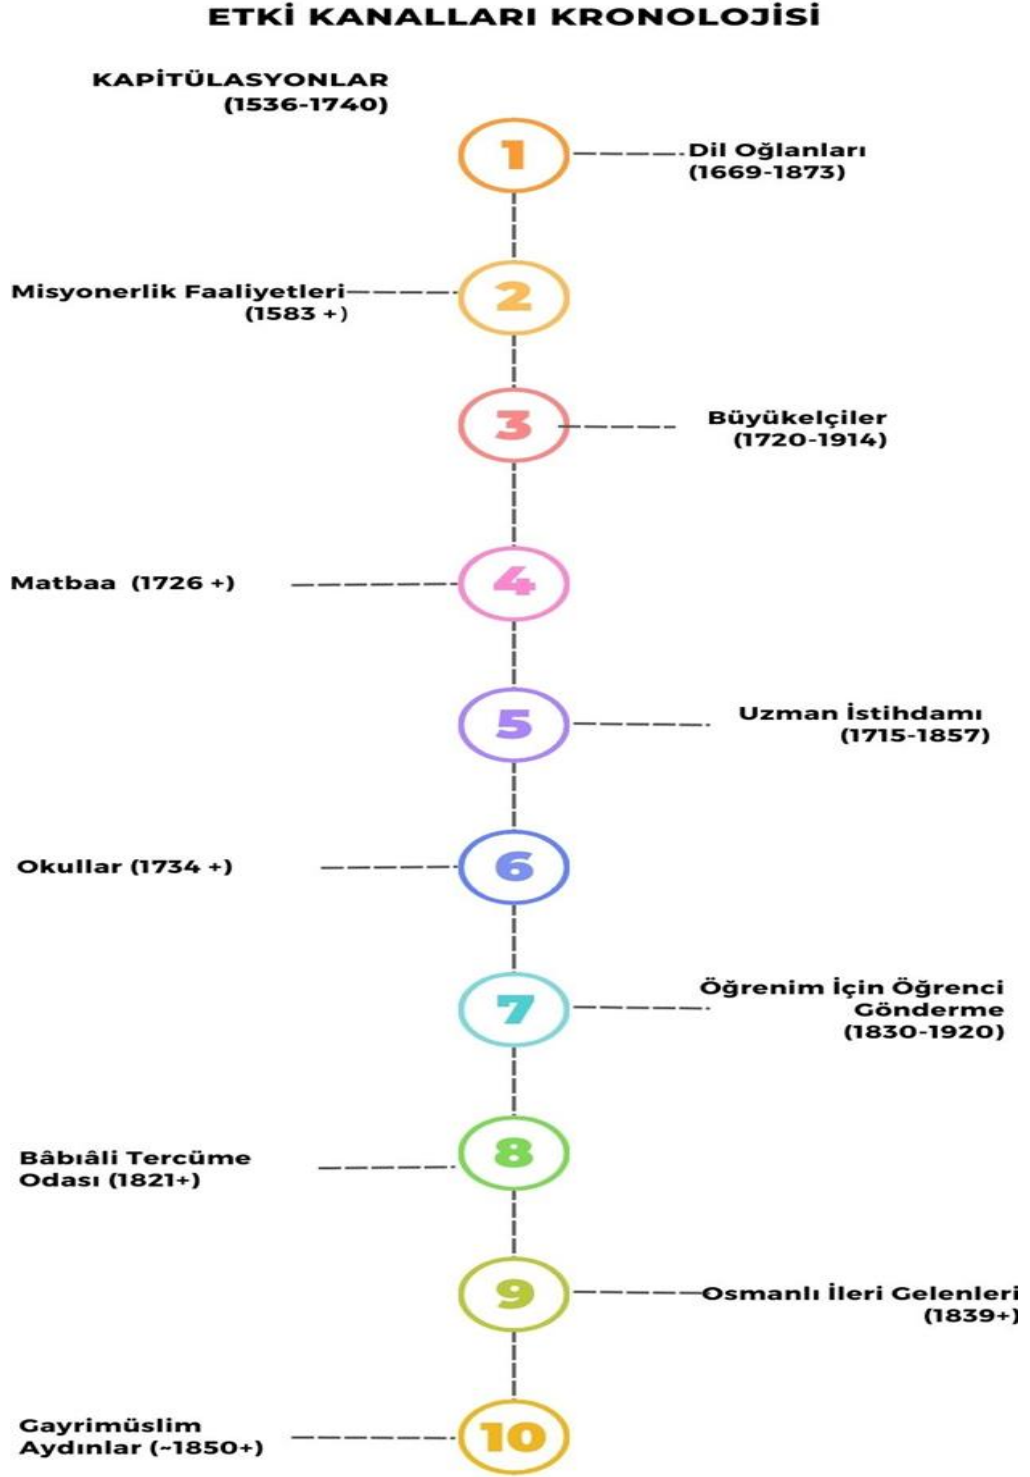 ETKİ KANALLARI KRONOLOJİSİ
KAPİTÜLASYONLAR
(1536-1740)
1
Dil Oğlanları
(1669-1873)
Misyonerlik Faaliyetleri
(1583 +)
2
3
Büyükelçiler
(1720-1914)
Matbaa (1726 +)
4
5
Uzman İstihdamı
(1715-1857)
Okullar (1734 +)
6
7
Öğrenim İçin Öğrenci
Gönderme
(1830-1920)
Bâbıâli Tercüme
Odası (1821+)
8
9
Osmanlı İleri Gelenleri
(1839+)
Gayrimüslim
Aydınlar (~1850+)
10